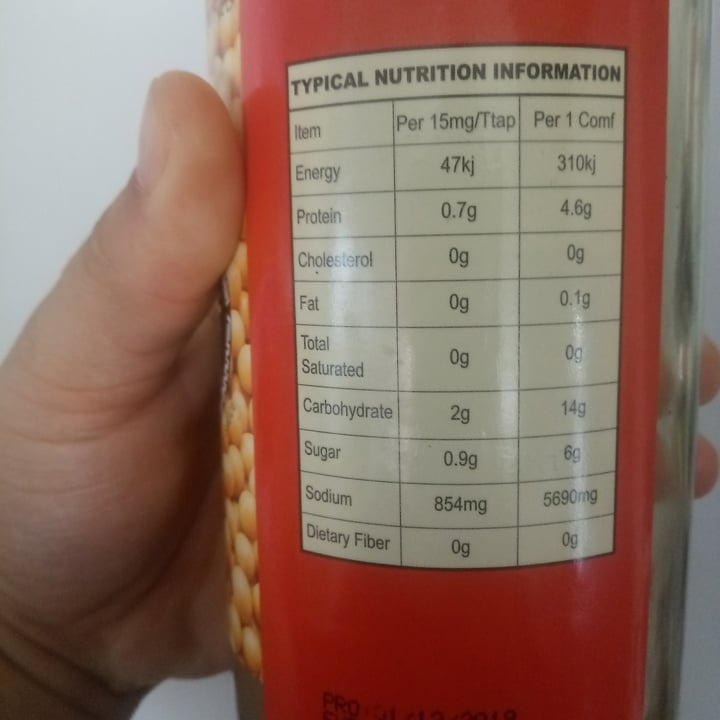 TYPICAL NUTRITION INFORMATION
Item Per 15mg/Ttap Per 1 Comf
Energy 47kj 310kj
Protein 0.7g 4.6g
Cholesterol 0g 0g
Fat 0g 0.1g
Total
Saturated 0g 0g
Carbohydrate 2g 14g
Sugar 0.9g 6g
Sodium 854mg 5690mg
Dietary Fiber 0g 0g
PRO